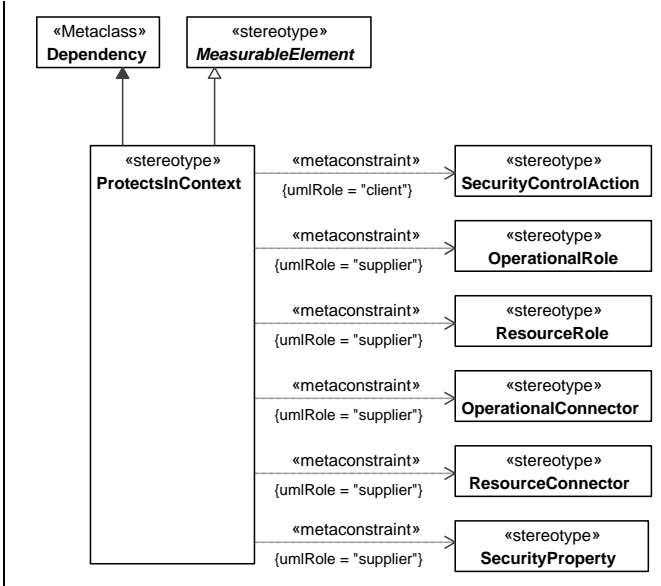 «Metaclass»
Dependency
«stereotype»
MeasurableElement
«stereotype»
ProtectsInContext
«metaconstraint»
{umlRole = "client"}
«stereotype»
SecurityControlAction
«metaconstraint»
{umlRole = "supplier"}
«stereotype»
OperationalRole
«metaconstraint»
{umlRole = "supplier"}
«stereotype»
ResourceRole
«metaconstraint»
{umlRole = "supplier"}
«stereotype»
OperationalConnector
«metaconstraint»
{umlRole = "supplier"}
«stereotype»
ResourceConnector
«metaconstraint»
{umlRole = "supplier"}
«stereotype»
SecurityProperty